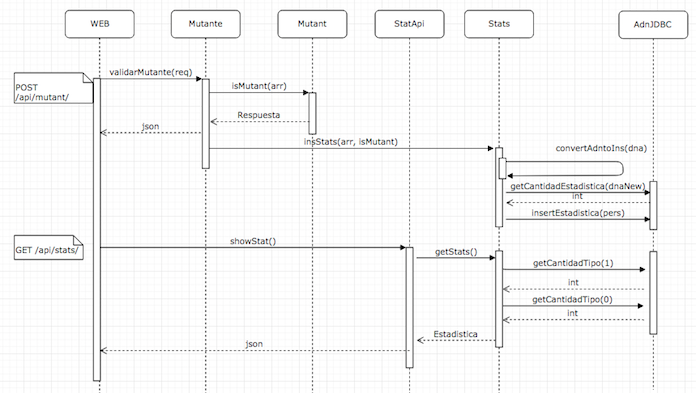 WEB
Mutante
Mutant
StatApi
Stats
AdnJDBC
validarMutante(req)
POST
/api/mutant/
isMutant(arr)
Respuesta
json
insStats(arr, isMutant)
convertAdntoIns(dna)
getCantidadEstadistica(dnaNew)
int
insertEstadistica(pers)
GET /api/stats/
showStat()
getStats()
getCantidadTipo(1)
int
getCantidadTipo(0)
int
Estadistica
json